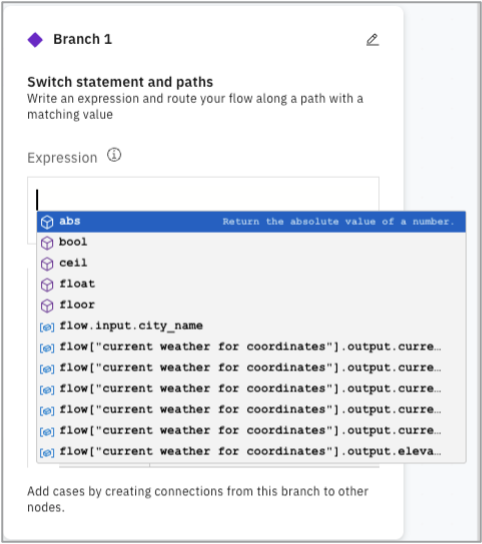 Branch 1
Switch statement and paths
Write an expression and route your flow along a path with a
matching value
Expression
abs Return the absolute value of a number.
bool
ceil
float
floor
flow.input.city_name
flow["current weather for coordinates"].output.curre…
flow["current weather for coordinates"].output.curre…
flow["current weather for coordinates"].output.curre…
flow["current weather for coordinates"].output.curre…
flow["current weather for coordinates"].output.curre…
flow["current weather for coordinates"].output.eleva…
Add cases by creating connections from this branch to other
nodes.